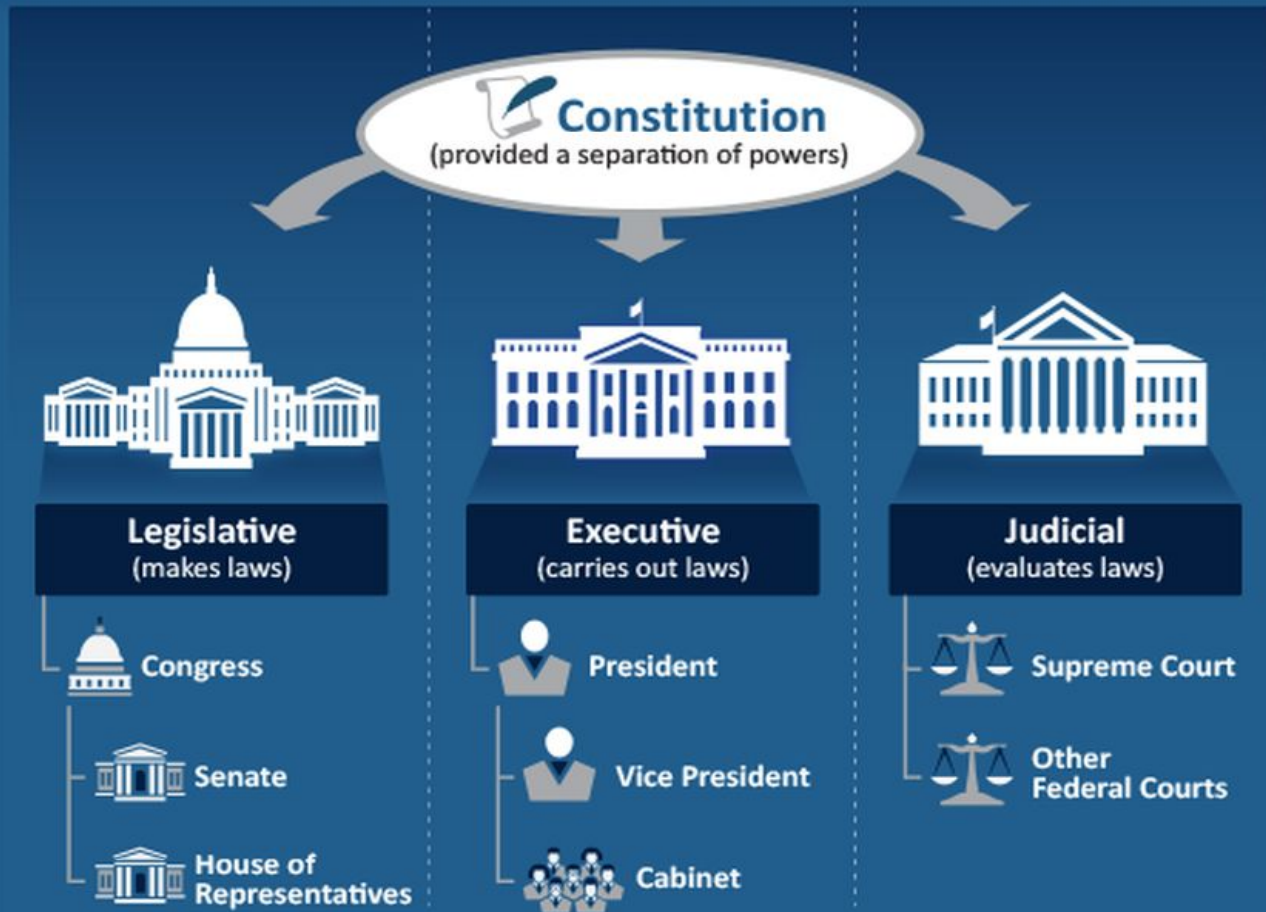 Constitution
(provided a separation of powers)
Legislative
(makes laws)
Congress
Senate
House of
Representatives
Executive
(carries out laws)
President
Vice President
Cabinet
Judicial
(evaluates laws)
Supreme Court
Other
Federal Courts